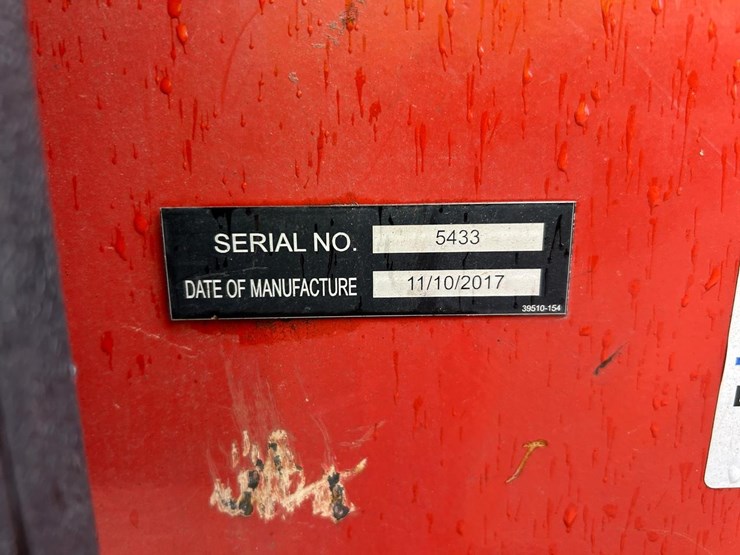 SERIAL NO. 5433
DATE OF MANUFACTURE 11/10/2017
39510-154